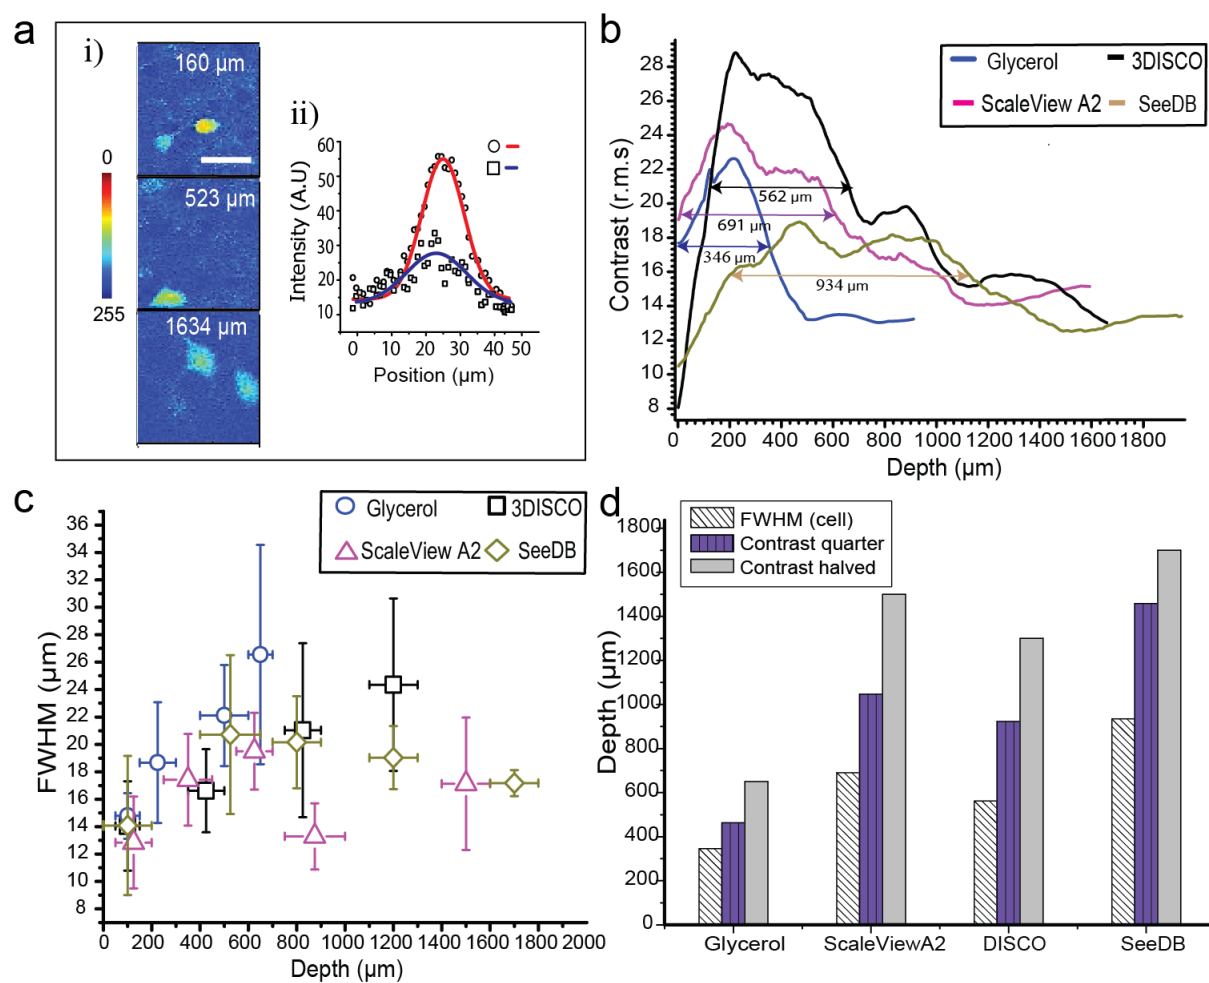 a
i)
160 µm
523 µm
1634 µm
0
255
ii)
Intensity (A.U)
60
50
40
30
20
10
0
10
20
30
40
50
Position (µm)
b
Glycerol
3DISCO
ScaleView A2
SeeDB
Contrast (r.m.s)
28
26
24
22
20
18
16
14
12
10
8
562 µm
691 µm
346 µm
934 µm
0
200
400
600
800
1000
1200
1400
1600
1800
Depth (µm)
c
Glycerol
3DISCO
ScaleView A2
SeeDB
FWHM (µm)
36
34
32
30
28
26
24
22
20
18
16
14
12
10
8
0
200
400
600
800
1000
1200
1400
1600
1800
2000
Depth (µm)
d
FWHM (cell)
Contrast quarter
Contrast halved
Depth (µm)
1800
1600
1400
1200
1000
800
600
400
200
0
Glycerol
ScaleViewA2
DISCO
SeeDB